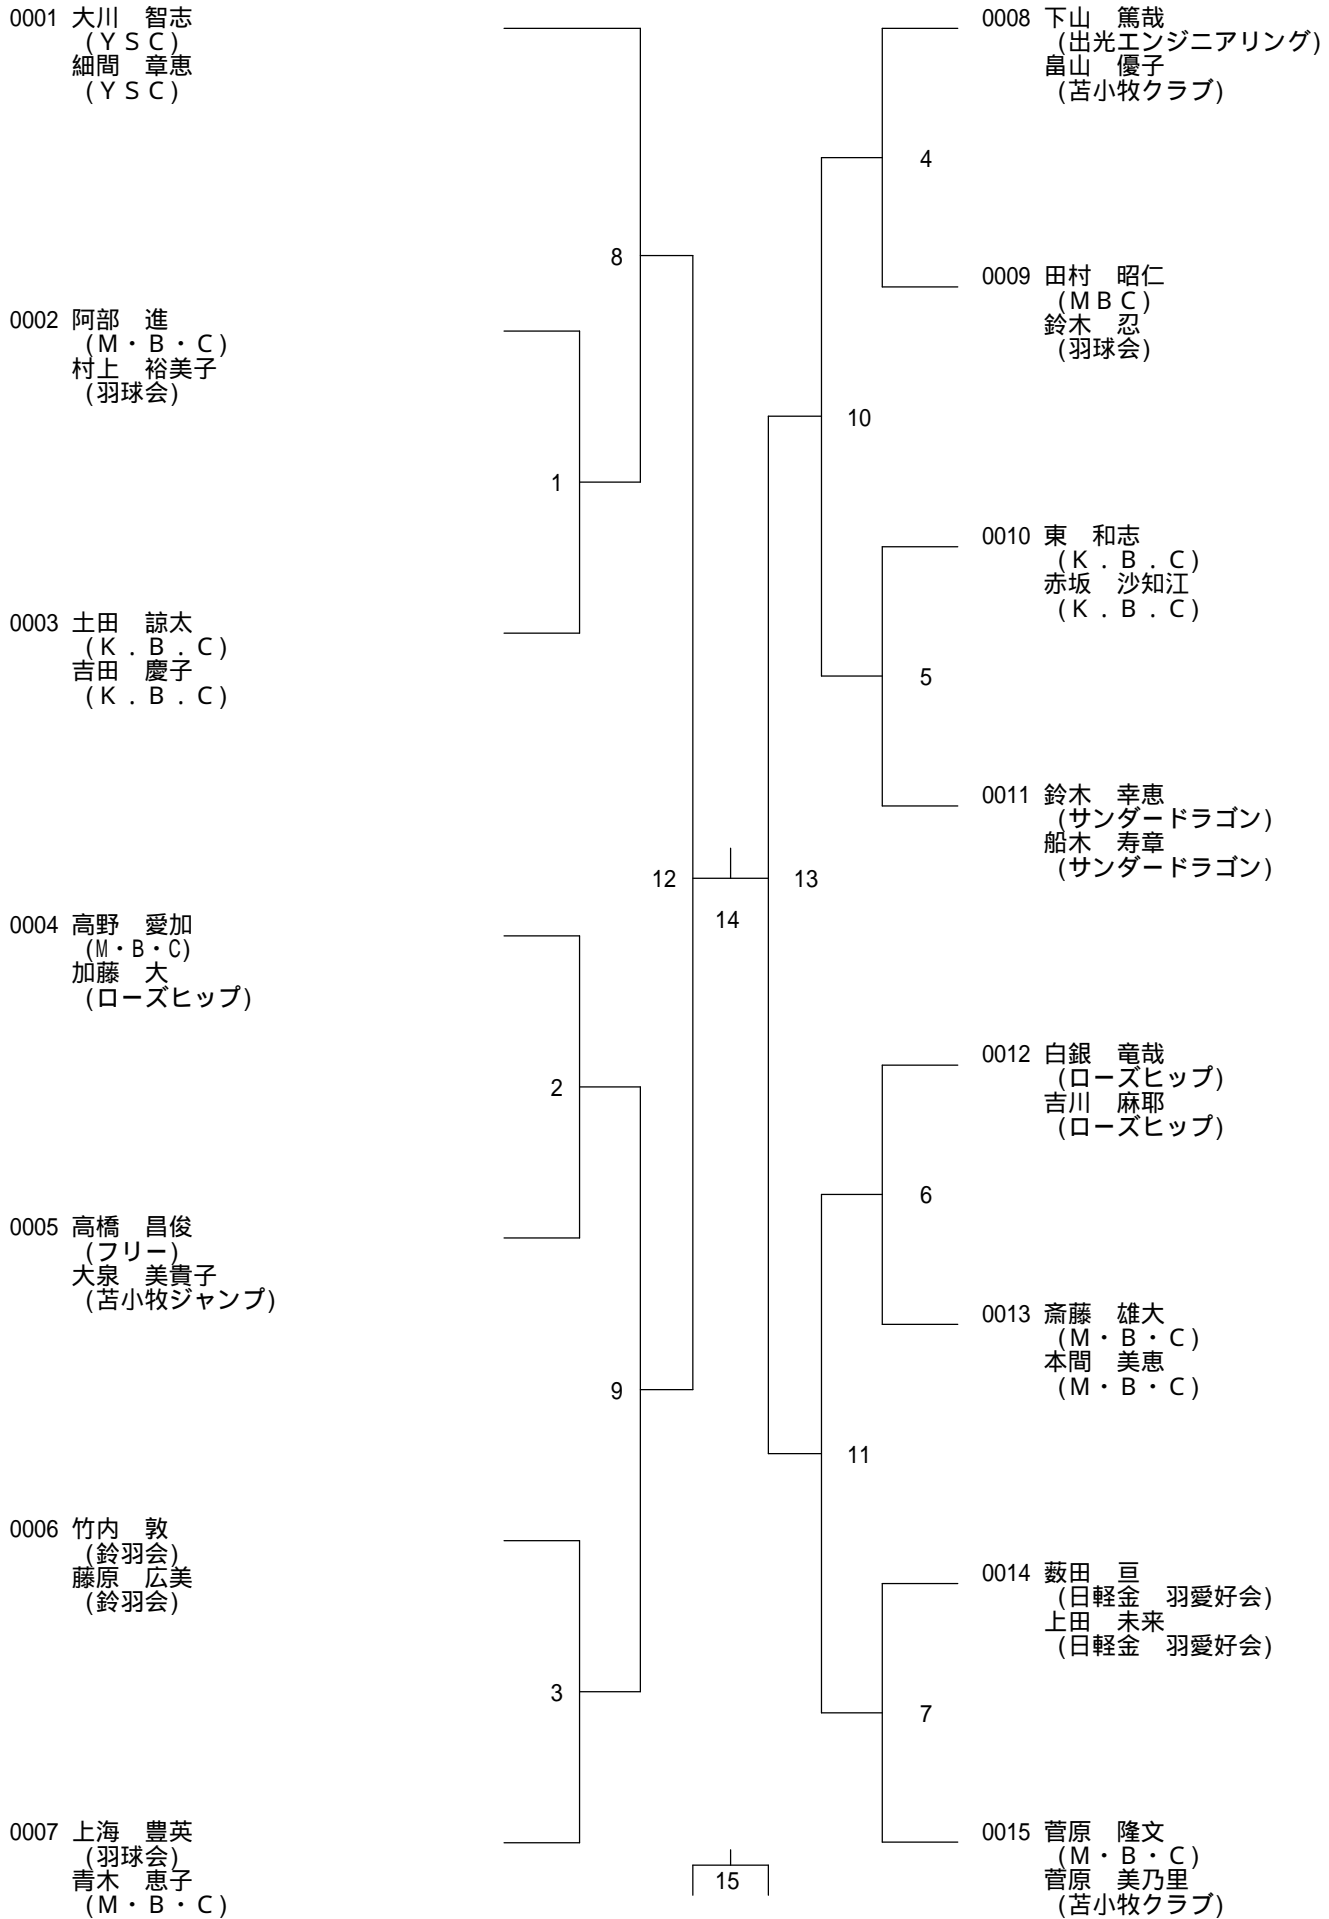 0001 大川　智志
(ＹＳＣ)
細間　章恵
(ＹＳＣ)
0002 阿部　進
(Ｍ・Ｂ・Ｃ)
村上　裕美子
(羽球会)
0003 土田　諒太
(Ｋ．Ｂ．Ｃ)
吉田　慶子
(Ｋ．Ｂ．Ｃ)
0004 高野　愛加
(M・B・C)
加藤　大
(ローズヒップ)
0005 高橋　昌俊
(フリー)
大泉　美貴子
(苫小牧ジャンプ)
0006 竹内　敦
(鈴羽会)
藤原　広美
(鈴羽会)
0007 上海　豊英
(羽球会)
青木　恵子
(Ｍ・Ｂ・Ｃ)
8
1
2
9
3
12
14
13
15
0008 下山　篤哉
(出光エンジニアリング)
畠山　優子
(苫小牧クラブ)
4
0009 田村　昭仁
(ＭＢＣ)
鈴木　忍
(羽球会)
10
0010 東　和志
(Ｋ．Ｂ．Ｃ)
赤坂　沙知江
(Ｋ．Ｂ．Ｃ)
5
0011 鈴木　幸恵
(サンダードラゴン)
船木　寿章
(サンダードラゴン)
0012 白銀　竜哉
(ローズヒップ)
吉川　麻耶
(ローズヒップ)
6
0013 斎藤　雄大
(Ｍ・Ｂ・Ｃ)
本間　美恵
(Ｍ・Ｂ・Ｃ)
11
0014 薮田　亘
(日軽金　羽愛好会)
上田　未来
(日軽金　羽愛好会)
7
0015 菅原　隆文
(Ｍ・Ｂ・Ｃ)
菅原　美乃里
(苫小牧クラブ)